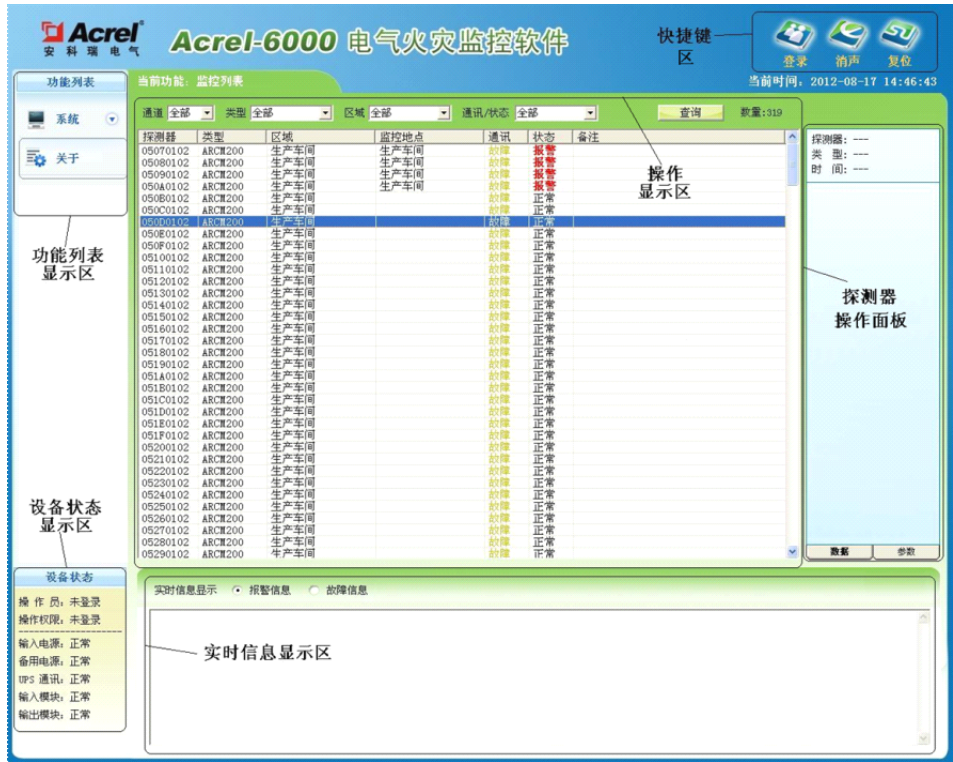 Acrel®
安科瑞电气
Acrel-6000 电气火灾监控软件
快捷键
区
登录 消声 复位
功能列表
当前功能：监控列表
当前时间：2012-08-17 14:46:43
系统
关于
通道 全部 类型 全部 区域 全部 通讯/状态 全部 查询 数量:319
探测器 类型 区域 监控地点 通讯 状态 备注
05070102 ARCM200 生产车间 生产车间 故障 报警
05080102 ARCM200 生产车间 生产车间 故障 报警
05090102 ARCM200 生产车间 生产车间 故障 报警
050A0102 ARCM200 生产车间 生产车间 故障 报警
050B0102 ARCM200 生产车间 故障 正常
050C0102 ARCM200 生产车间 故障 正常
050D0102 ARCM200 生产车间 故障 正常
050E0102 ARCM200 生产车间 故障 正常
050F0102 ARCM200 生产车间 故障 正常
05100102 ARCM200 生产车间 故障 正常
05110102 ARCM200 生产车间 故障 正常
05120102 ARCM200 生产车间 故障 正常
05130102 ARCM200 生产车间 故障 正常
05140102 ARCM200 生产车间 故障 正常
05150102 ARCM200 生产车间 故障 正常
05160102 ARCM200 生产车间 故障 正常
05170102 ARCM200 生产车间 故障 正常
05180102 ARCM200 生产车间 故障 正常
05190102 ARCM200 生产车间 故障 正常
051A0102 ARCM200 生产车间 故障 正常
051B0102 ARCM200 生产车间 故障 正常
051C0102 ARCM200 生产车间 故障 正常
051D0102 ARCM200 生产车间 故障 正常
051E0102 ARCM200 生产车间 故障 正常
051F0102 ARCM200 生产车间 故障 正常
05200102 ARCM200 生产车间 故障 正常
05210102 ARCM200 生产车间 故障 正常
05220102 ARCM200 生产车间 故障 正常
05230102 ARCM200 生产车间 故障 正常
05240102 ARCM200 生产车间 故障 正常
05250102 ARCM200 生产车间 故障 正常
05260102 ARCM200 生产车间 故障 正常
05270102 ARCM200 生产车间 故障 正常
05280102 ARCM200 生产车间 故障 正常
05290102 ARCM200 生产车间 故障 正常
操作
显示区
探测器：---
类 型：---
时 间：---
探测器
操作面板
数据 参数
功能列表
显示区
设备状态
显示区
设备状态
操 作 员：未登录
操作权限：未登录
输入电源：正常
备用电源：正常
UPS 通讯：正常
输入模块：正常
输出模块：正常
实时信息显示 报警信息 故障信息
实时信息显示区